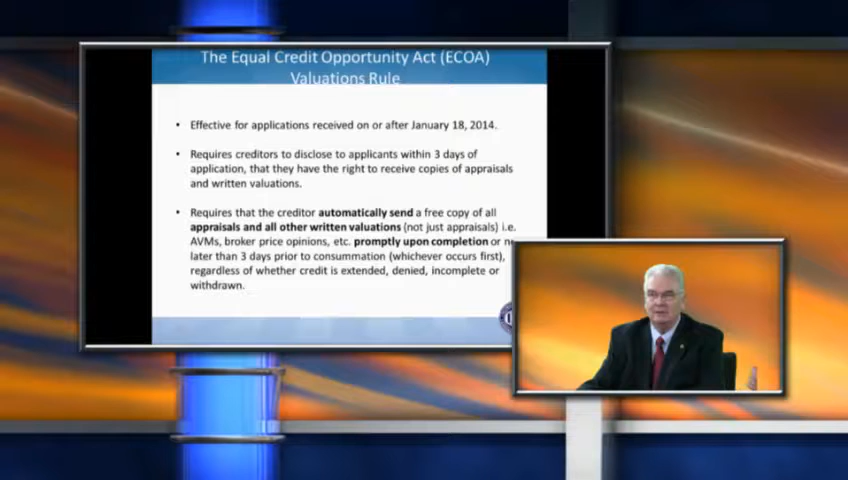 The Equal Credit Opportunity Act (ECOA)
Valuations Rule
• Effective for applications received on or after January 18, 2014.
• Requires creditors to disclose to applicants within 3 days of
application, that they have the right to receive copies of appraisals
and written valuations.
• Requires that the creditor automatically send a free copy of all
appraisals and all other written valuations (not just appraisals) i.e.
AVMs, broker price opinions, etc. promptly upon completion or
later than 3 days prior to consummation (whichever occurs first),
regardless of whether credit is extended, denied, incomplete or
withdrawn.